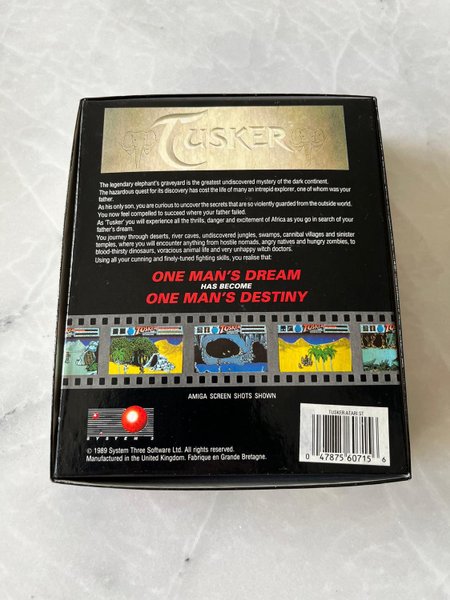 TUSKER
The legendary elephant's graveyard is the greatest undiscovered mystery of the dark continent.
The hazardous quest for its discovery has cost the life of many an intrepid explorer, one of whom was your
father.
As his only son, you are curious to uncover the secrets that are so violently guarded from the outside world.
You now feel compelled to succeed where your father failed.
As 'Tusker' you will experience all the thrills, danger and excitement of Africa as you go in search of your
father's dream.
You journey through deserts, river caves, undiscovered jungles, swamps, cannibal villages and sinister
temples, where you will encounter anything from hostile nomads, angry natives and hungry zombies, to
blood-thirsty dinosaurs, voracious animal life and very unhappy witch doctors.
Using all your cunning and finely-tuned fighting skills, you realise that:
ONE MAN'S DREAM
HAS BECOME
ONE MAN'S DESTINY
TUSKER
TUSKER
TUSKER
AMIGA SCREEN SHOTS SHOWN
SYSTEM 3
TUSKER ATARI ST
0 47875 60715 6
© 1989 System Three Software Ltd. All rights reserved.
Manufactured in the United Kingdom. Fabrique en Grande Bretagne.